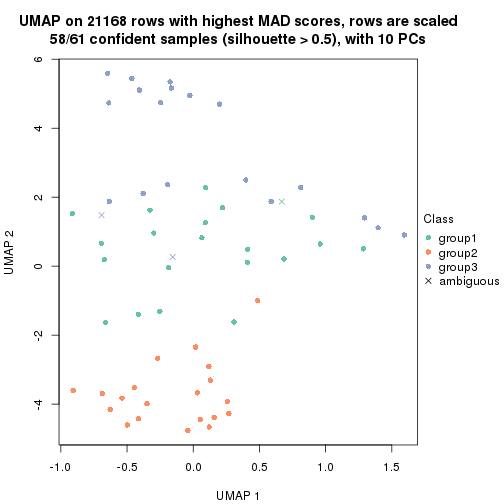 UMAP on 21168 rows with highest MAD scores, rows are scaled
58/61 confident samples (silhouette > 0.5), with 10 PCs
6
4
2
0
-2
-4
UMAP 2
-1.0 -0.5 0.0 0.5 1.0 1.5
UMAP 1
Class
group1
group2
group3
ambiguous